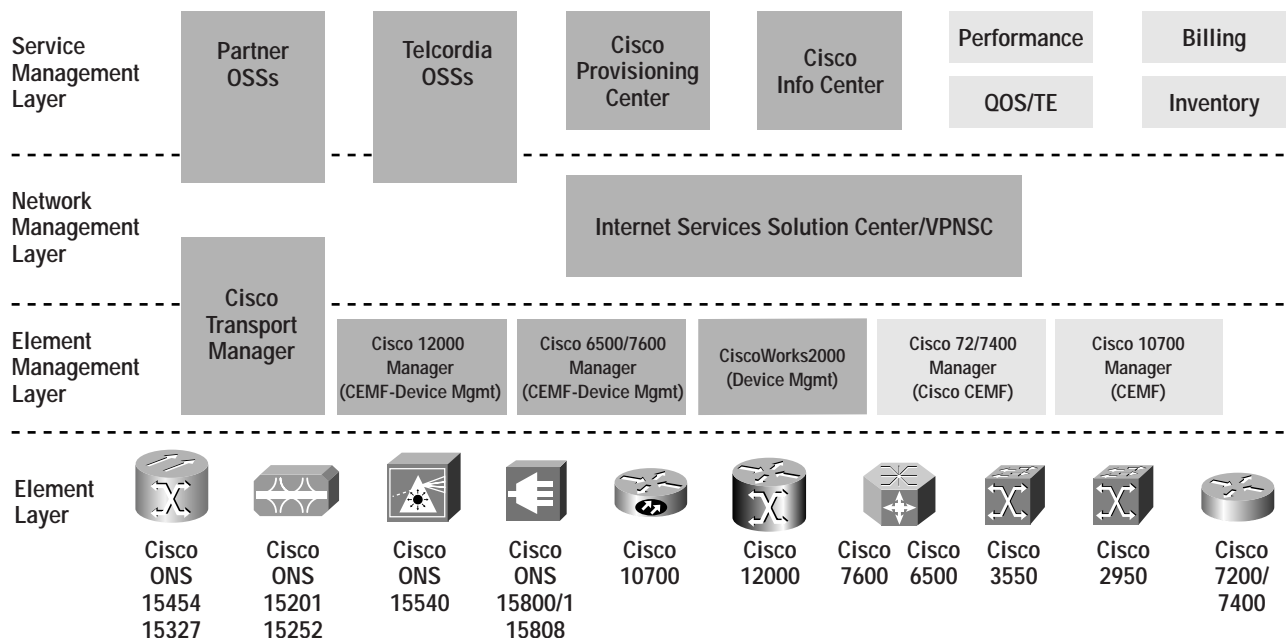 Service
Management
Layer
Partner
OSSs
Telcordia
OSSs
Cisco
Provisioning
Center
Cisco
Info Center
Performance
Billing
QOS/TE
Inventory
Network
Management
Layer
Internet Services Solution Center/VPNSC
Cisco
Transport
Manager
Element
Management
Layer
Cisco 12000
Manager
(CEMF-Device Mgmt)
Cisco 6500/7600
Manager
(CEMF-Device Mgmt)
CiscoWorks2000
(Device Mgmt)
Cisco 72/7400
Manager
(Cisco CEMF)
Cisco 10700
Manager
(CEMF)
Element
Layer
Cisco
ONS
15454
15327
Cisco
ONS
15201
15252
Cisco
ONS
15540
Cisco
ONS
15800/1
15808
Cisco
10700
Cisco
12000
Cisco
7600
Cisco
6500
Cisco
3550
Cisco
2950
Cisco
7200/
7400